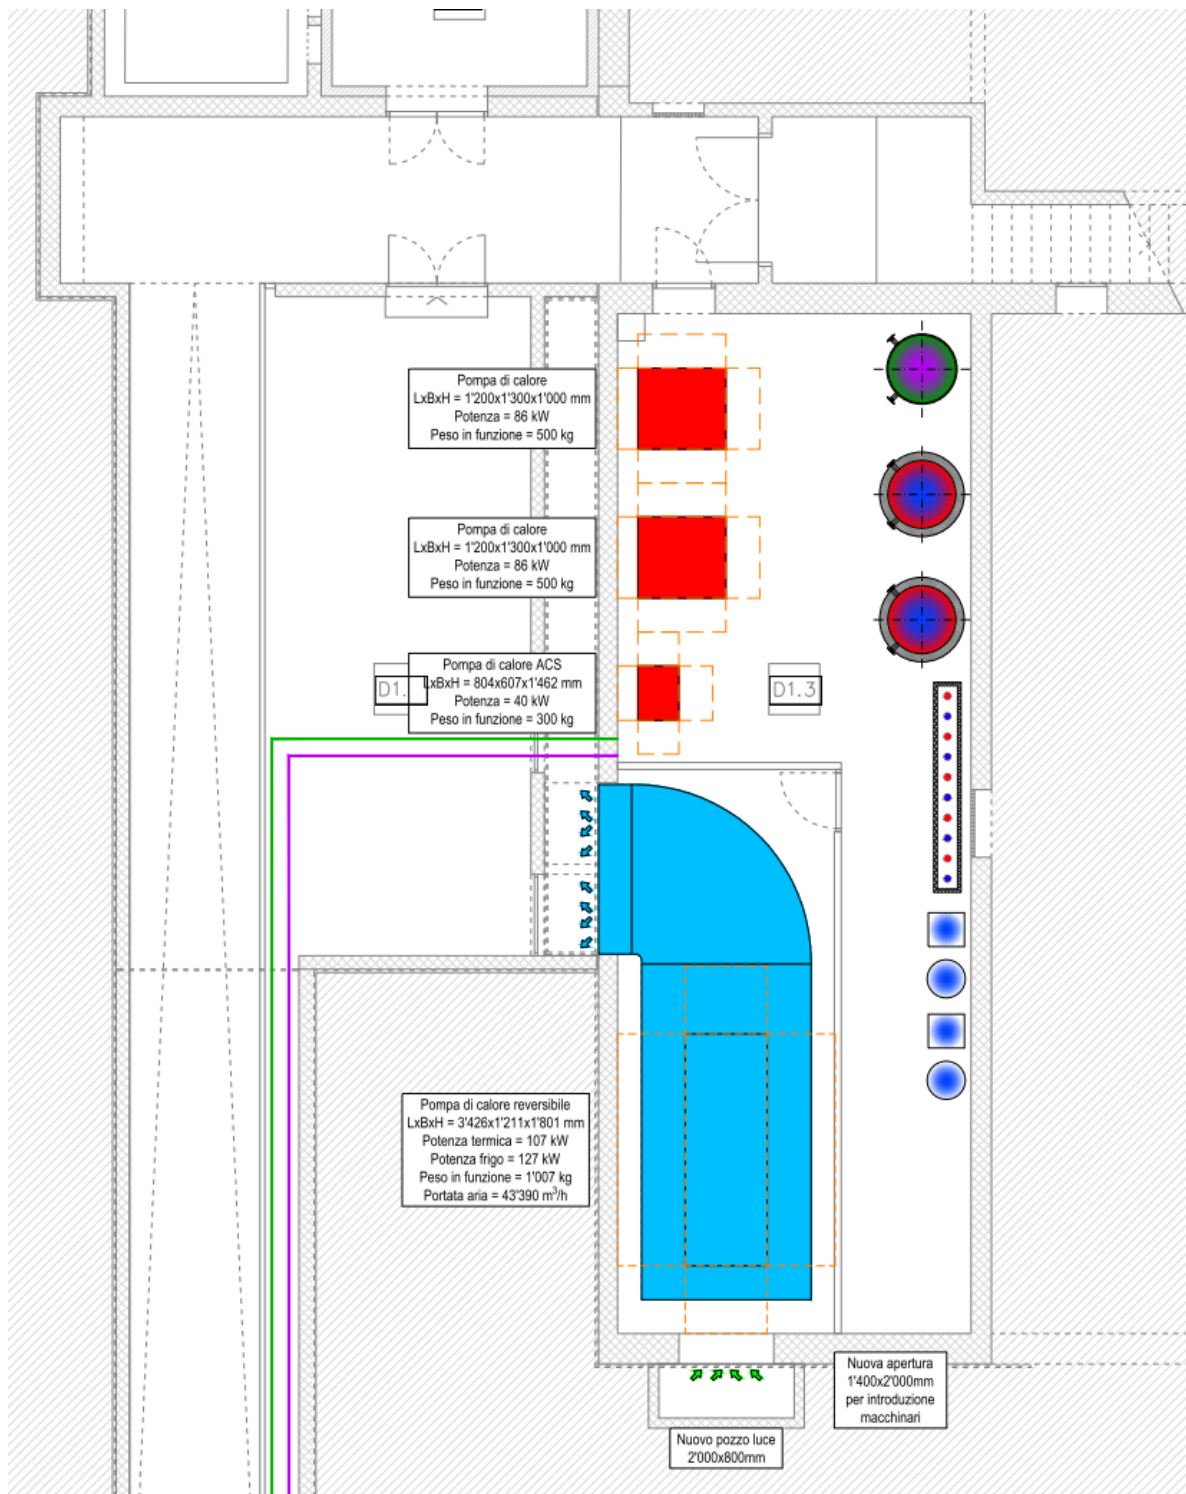 Pompa di calore
LxBxH = 1'200x1'300x1'000 mm
Potenza = 86 kW
Peso in funzione = 500 kg
Pompa di calore
LxBxH = 1'200x1'300x1'000 mm
Potenza = 86 kW
Peso in funzione = 500 kg
Pompa di calore ACS
LxBxH = 804x607x1'462 mm
Potenza = 40 kW
Peso in funzione = 300 kg
D1.
D1.3
Pompa di calore reversibile
LxBxH = 3'426x1'211x1'801 mm
Potenza termica = 107 kW
Potenza frigo = 127 kW
Peso in funzione = 1'007 kg
Portata aria = 43'390 m³/h
Nuova apertura
1'400x2'000mm
per introduzione
macchinari
Nuovo pozzo luce
2'000x800mm